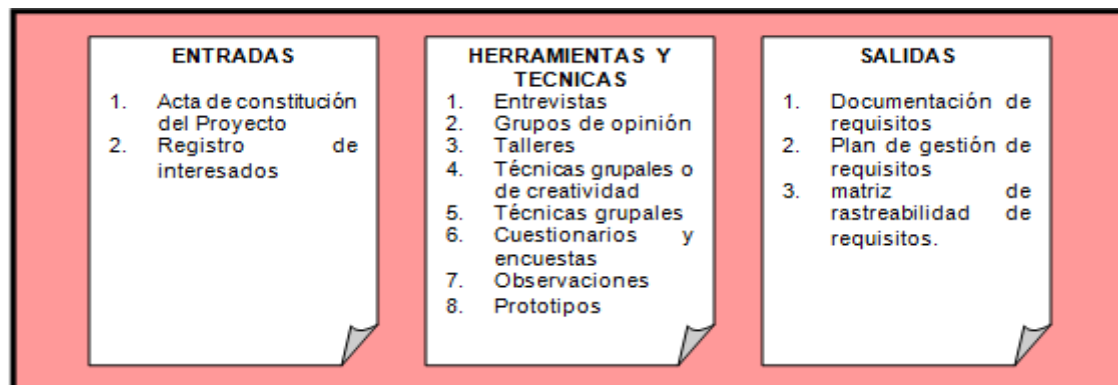 ENTRADAS
1. Acta de constitución
del Proyecto
2. Registro de
interesados
HERRAMIENTAS Y
TECNICAS
1. Entrevistas
2. Grupos de opinión
3. Talleres
4. Técnicas grupales o
de creatividad
5. Técnicas grupales
6. Cuestionarios y
encuestas
7. Observaciones
8. Prototipos
SALIDAS
1. Documentación de
requisitos
2. Plan de gestión de
requisitos
3. matriz de
rastreabilidad de
requisitos.